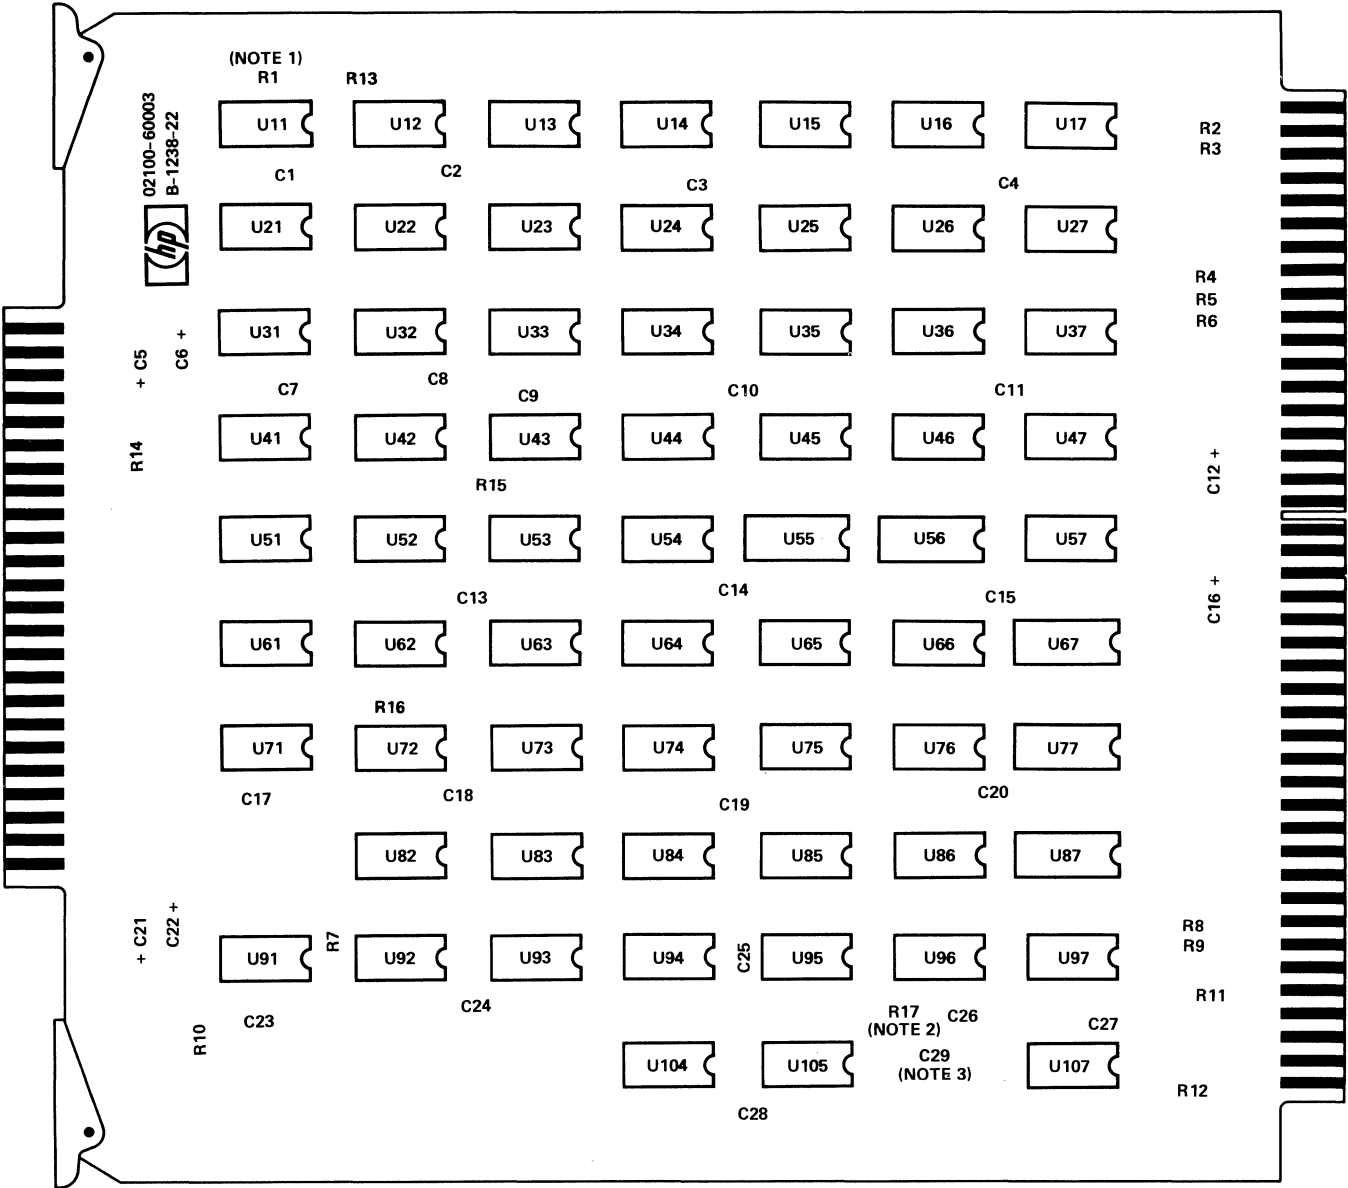 (NOTE 1)
R1
R13
02100-60003
B-1238-22
hp
U11 U12 U13 U14 U15 U16 U17
R2
R3
C1 C2 C3 C4
U21 U22 U23 U24 U25 U26 U27
R4
R5
R6
U31 U32 U33 U34 U35 U36 U37
+ C5
C6 +
C7 C8 C9 C10 C11
U41 U42 U43 U44 U45 U46 U47
R14
C12 +
R15
U51 U52 U53 U54 U55 U56 U57
C13 C14 C15
C16 +
U61 U62 U63 U64 U65 U66 U67
R16
U71 U72 U73 U74 U75 U76 U77
C17 C18 C19 C20
U82 U83 U84 U85 U86 U87
+ C21
C22 +
R8
R9
U91 R7 U92 U93 U94 C25 U95 U96 U97
R11
C23 C24
R17
(NOTE 2)
C26
C27
R10
U104 U105
C29
(NOTE 3)
U107
R12
C28